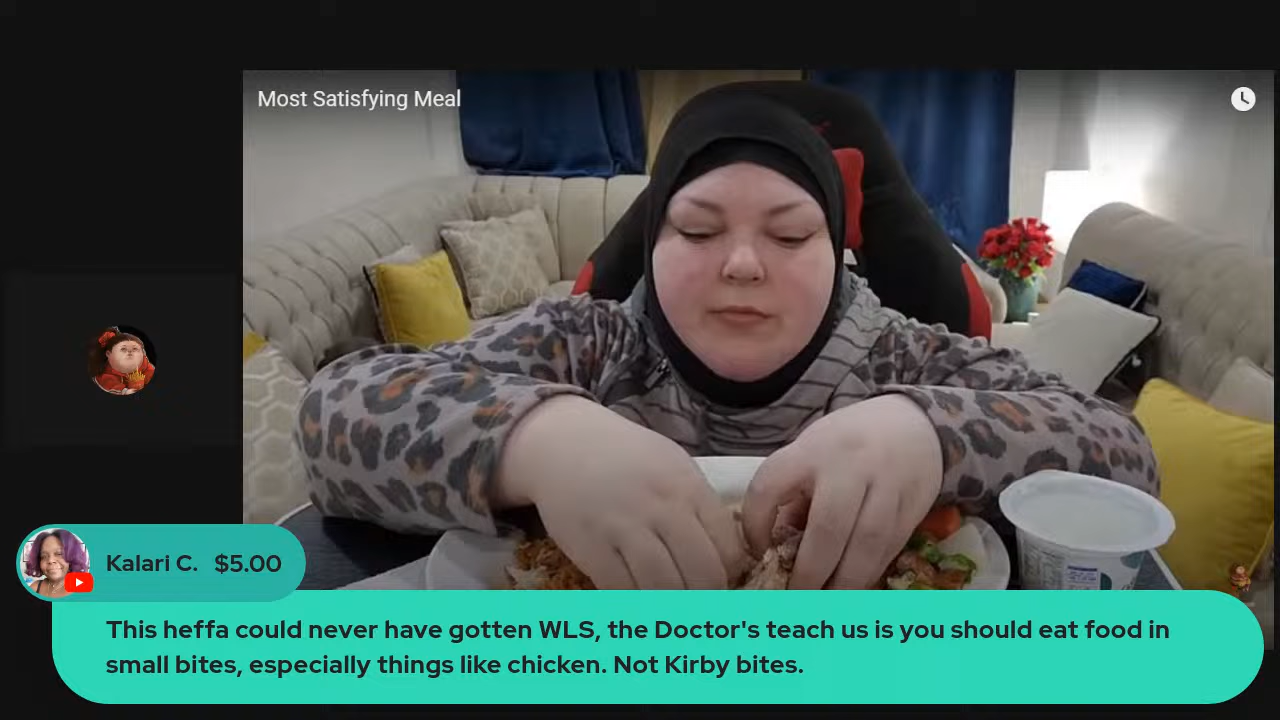 Most Satisfying Meal
Kalari C. $5.00
This heffa could never have gotten WLS, the Doctor's teach us is you should eat food in
small bites, especially things like chicken. Not Kirby bites.